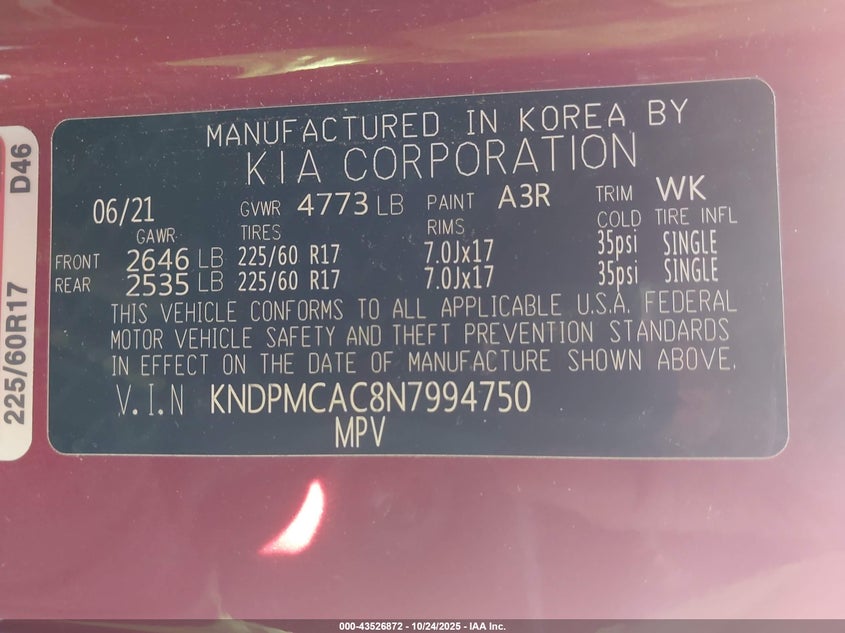 MANUFACTURED IN KOREA BY
KIA CORPORATION
06/21 GVWR 4773 LB PAINT A3R TRIM WK
GAWR TIRES RIMS COLD TIRE INFL
FRONT 2646 LB 225/60 R17 7.0Jx17 35psi SINGLE
REAR 2535 LB 225/60 R17 7.0Jx17 35psi SINGLE
THIS VEHICLE CONFORMS TO ALL APPLICABLE U.S.A. FEDERAL
MOTOR VEHICLE SAFETY AND THEFT PREVENTION STANDARDS
IN EFFECT ON THE DATE OF MANUFACTURE SHOWN ABOVE.
V.I.N KNDPMCAC8N7994750
MPV
225/60R17 D46
000-43526872 - 10/24/2025 - IAA Inc.